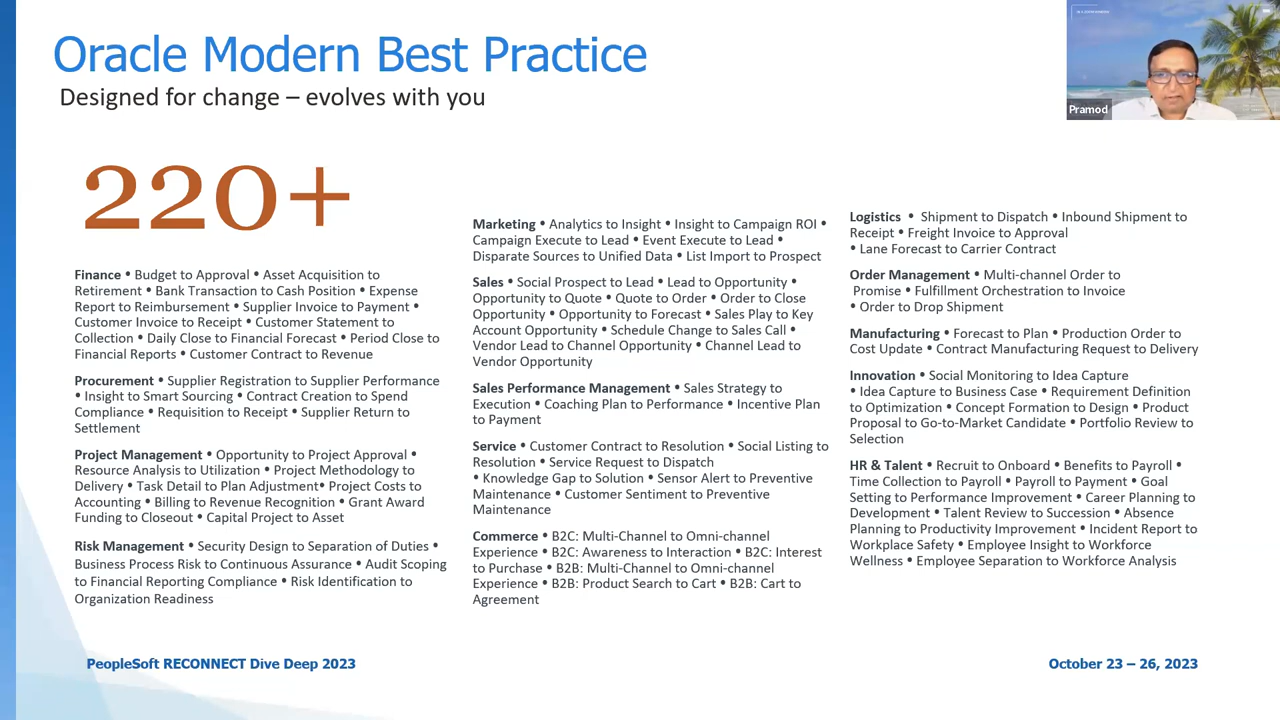 Oracle Modern Best Practice
Designed for change – evolves with you
Pramod
220+
Finance • Budget to Approval • Asset Acquisition to
Retirement • Bank Transaction to Cash Position • Expense
Report to Reimbursement • Supplier Invoice to Payment •
Customer Invoice to Receipt • Customer Statement to
Collection • Daily Close to Financial Forecast • Period Close to
Financial Reports • Customer Contract to Revenue
Procurement • Supplier Registration to Supplier Performance
• Insight to Smart Sourcing • Contract Creation to Spend
Compliance • Requisition to Receipt • Supplier Return to
Settlement
Project Management • Opportunity to Project Approval •
Resource Analysis to Utilization • Project Methodology to
Delivery • Task Detail to Plan Adjustment• Project Costs to
Accounting • Billing to Revenue Recognition • Grant Award
Funding to Closeout • Capital Project to Asset
Risk Management • Security Design to Separation of Duties •
Business Process Risk to Continuous Assurance • Audit Scoping
to Financial Reporting Compliance • Risk Identification to
Organization Readiness
Marketing • Analytics to Insight • Insight to Campaign ROI •
Campaign Execute to Lead • Event Execute to Lead •
Disparate Sources to Unified Data • List Import to Prospect
Sales • Social Prospect to Lead • Lead to Opportunity •
Opportunity to Quote • Quote to Order • Order to Close
Opportunity • Opportunity to Forecast • Sales Play to Key
Account Opportunity • Schedule Change to Sales Call •
Vendor Lead to Channel Opportunity • Channel Lead to
Vendor Opportunity
Sales Performance Management • Sales Strategy to
Execution • Coaching Plan to Performance • Incentive Plan
to Payment
Service • Customer Contract to Resolution • Social Listing to
Resolution • Service Request to Dispatch
• Knowledge Gap to Solution • Sensor Alert to Preventive
Maintenance • Customer Sentiment to Preventive
Maintenance
Commerce • B2C: Multi-Channel to Omni-channel
Experience • B2C: Awareness to Interaction • B2C: Interest
to Purchase • B2B: Multi-Channel to Omni-channel
Experience • B2B: Product Search to Cart • B2B: Cart to
Agreement
Logistics • Shipment to Dispatch • Inbound Shipment to
Receipt • Freight Invoice to Approval
• Lane Forecast to Carrier Contract
Order Management • Multi-channel Order to
Promise • Fulfillment Orchestration to Invoice
• Order to Drop Shipment
Manufacturing • Forecast to Plan • Production Order to
Cost Update • Contract Manufacturing Request to Delivery
Innovation • Social Monitoring to Idea Capture
• Idea Capture to Business Case • Requirement Definition
to Optimization • Concept Formation to Design • Product
Proposal to Go-to-Market Candidate • Portfolio Review to
Selection
HR & Talent • Recruit to Onboard • Benefits to Payroll •
Time Collection to Payroll • Payroll to Payment • Goal
Setting to Performance Improvement • Career Planning to
Development • Talent Review to Succession • Absence
Planning to Productivity Improvement • Incident Report to
Workplace Safety • Employee Insight to Workforce
Wellness • Employee Separation to Workforce Analysis
PeopleSoft RECONNECT Dive Deep 2023
October 23 – 26, 2023